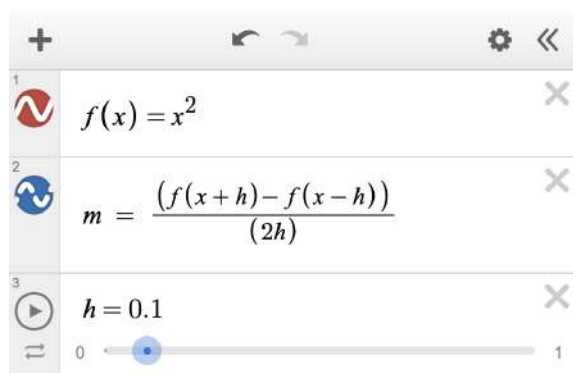 1
f(x) = x²
2
m = (f(x + h) − f(x − h)) / (2h)
3
h = 0.1
0 1